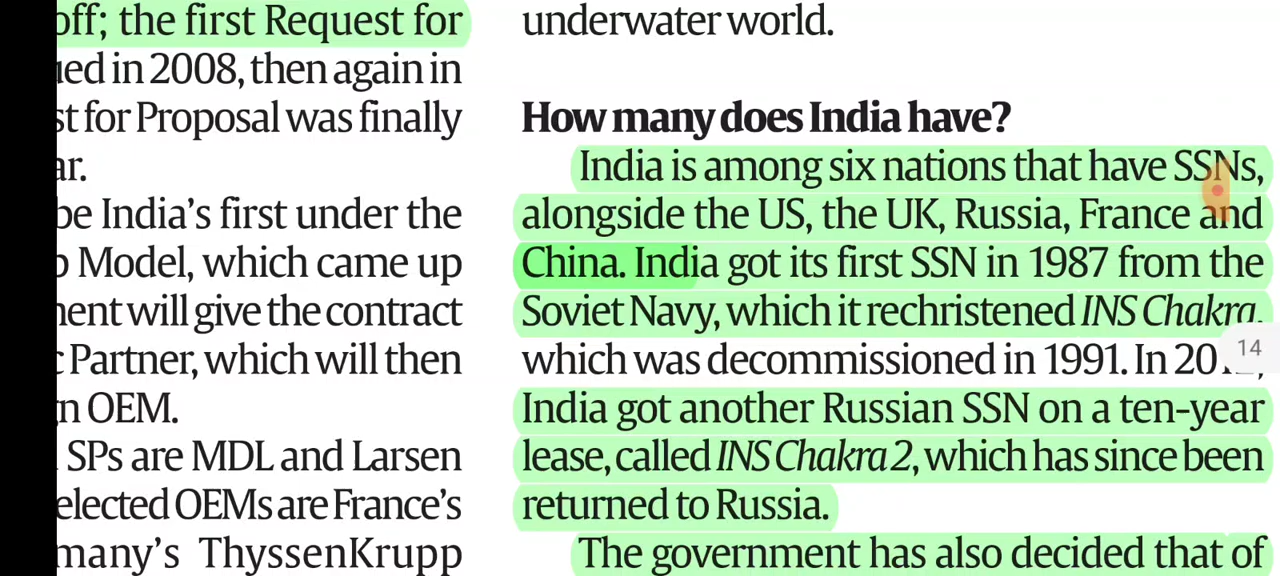 off; the first Request for
ued in 2008, then again in
st for Proposal was finally
ar.
be India's first under the
p Model, which came up
ment will give the contract
c Partner, which will then
gn OEM.
SPs are MDL and Larsen
elected OEMs are France's
many's ThyssenKrupp
underwater world.
How many does India have?
India is among six nations that have SSNs,
alongside the US, the UK, Russia, France and
China. India got its first SSN in 1987 from the
Soviet Navy, which it rechristened INS Chakra,
which was decommissioned in 1991. In
India got another Russian SSN on a ten-year
lease, called INS Chakra 2, which has since been
returned to Russia.
The government has also decided that of
14